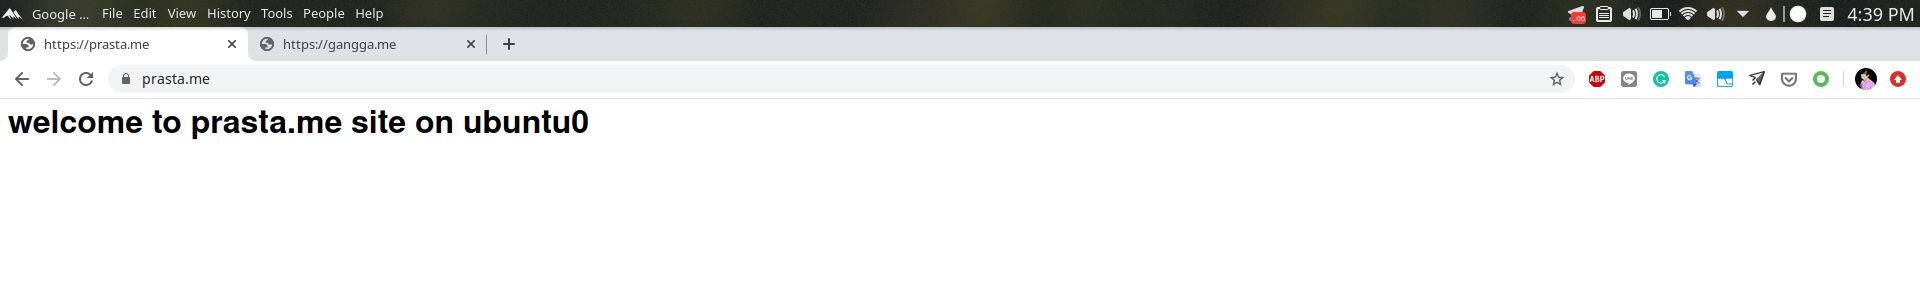 Google ... File Edit View History Tools People Help 4:39 PM
https://prasta.me https://gangga.me
prasta.me ABP
welcome to prasta.me site on ubuntu0